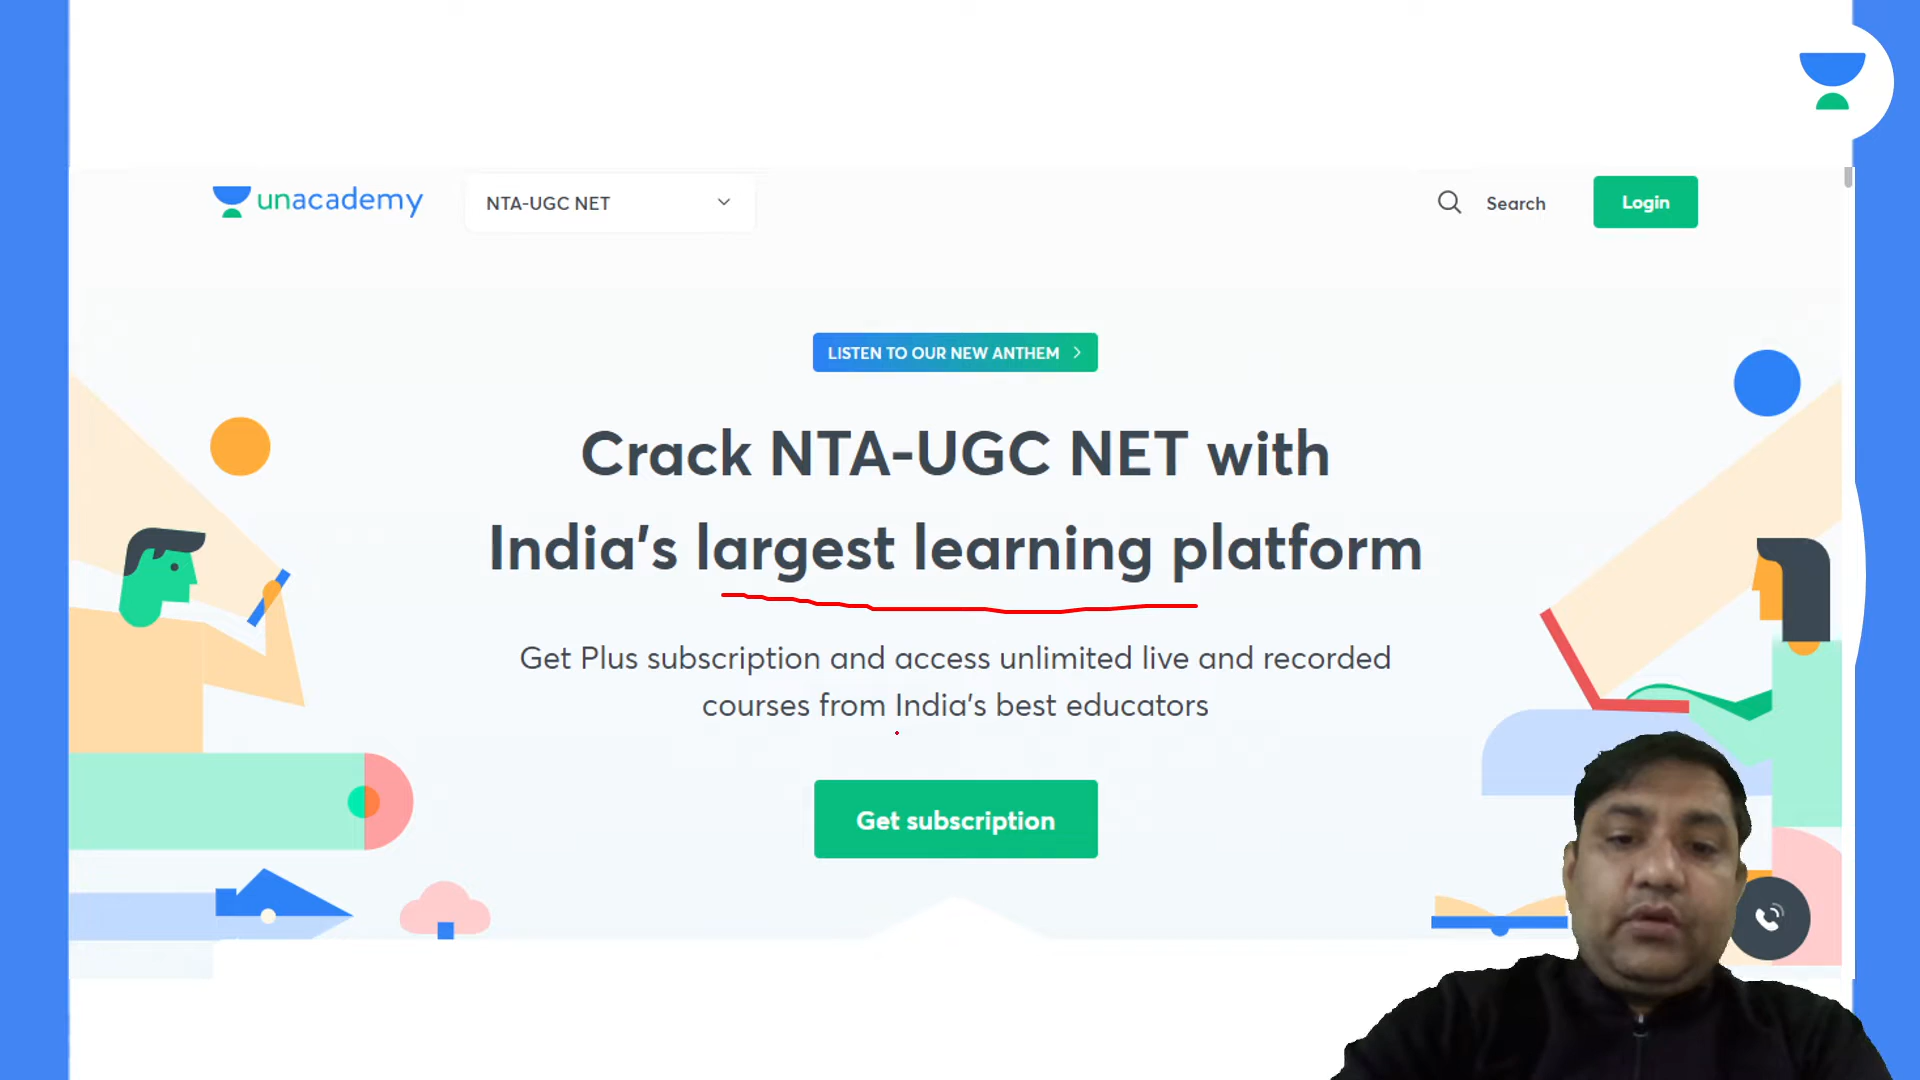 unacademy
NTA-UGC NET
Search
Login
LISTEN TO OUR NEW ANTHEM
Crack NTA-UGC NET with
India's largest learning platform
Get Plus subscription and access unlimited live and recorded
courses from India's best educators
Get subscription